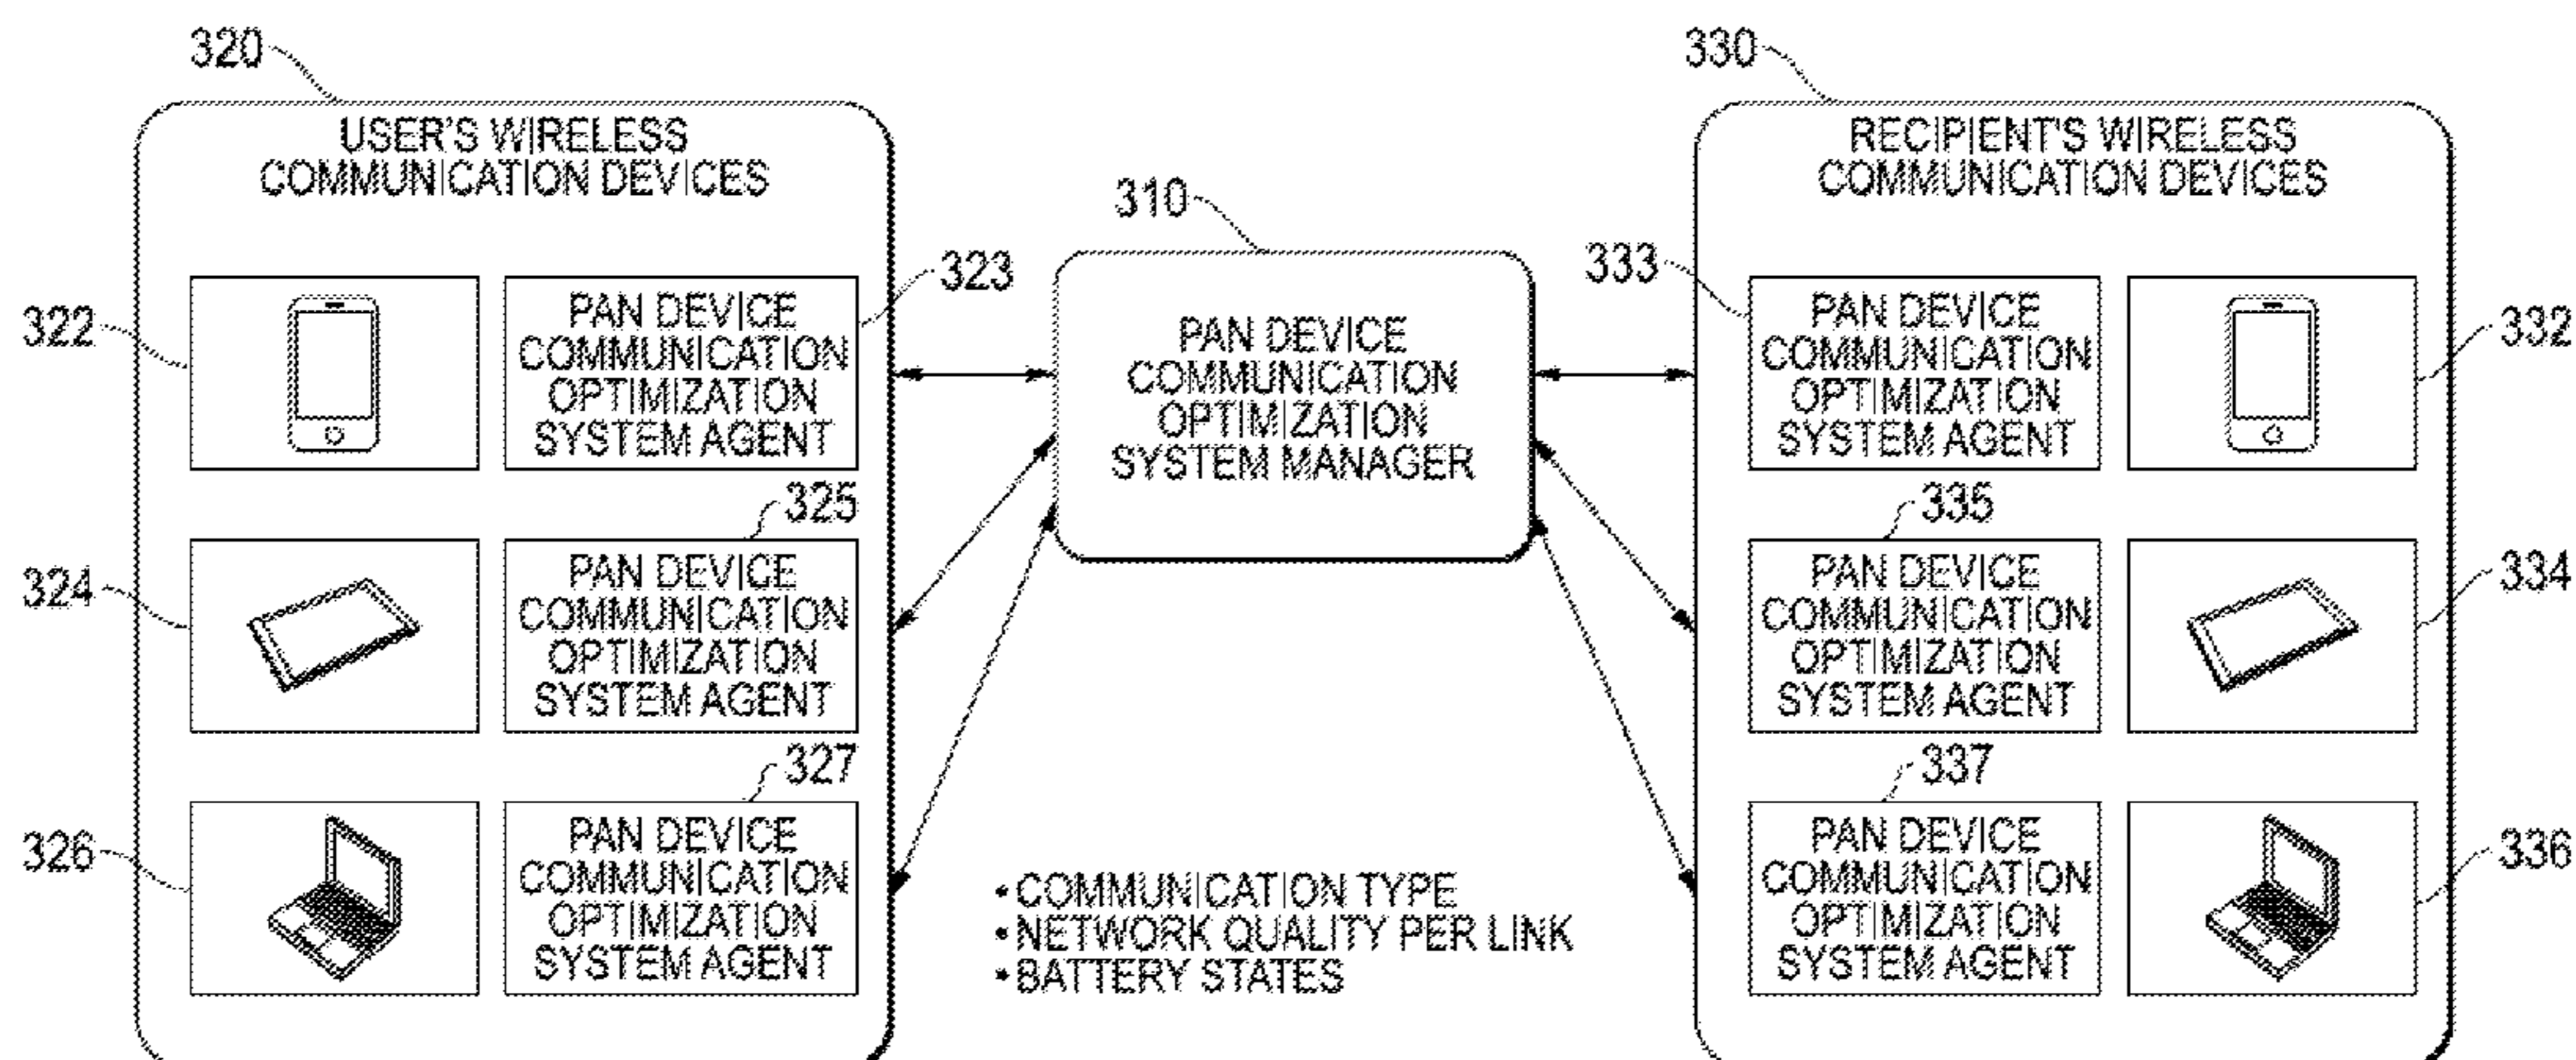 320
330
USER'S WIRELESS
COMMUNICATION DEVICES
RECIPIENT'S WIRELESS
COMMUNICATION DEVICES
310
322
323
PAN DEVICE
COMMUNICATION
OPTIMIZATION
SYSTEM AGENT
PAN DEVICE
COMMUNICATION
OPTIMIZATION
SYSTEM MANAGER
333
PAN DEVICE
COMMUNICATION
OPTIMIZATION
SYSTEM AGENT
332
324
325
PAN DEVICE
COMMUNICATION
OPTIMIZATION
SYSTEM AGENT
335
PAN DEVICE
COMMUNICATION
OPTIMIZATION
SYSTEM AGENT
334
326
327
PAN DEVICE
COMMUNICATION
OPTIMIZATION
SYSTEM AGENT
• COMMUNICATION TYPE
• NETWORK QUALITY PER LINK
• BATTERY STATES
337
PAN DEVICE
COMMUNICATION
OPTIMIZATION
SYSTEM AGENT
336